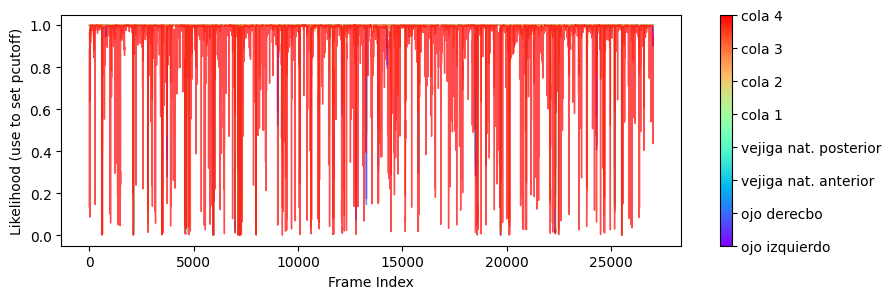 Likelihood (use to set pcutoff)
1.0
0.8
0.6
0.4
0.2
0.0
0
5000
10000
15000
20000
25000
Frame Index
cola 4
cola 3
cola 2
cola 1
vejiga nat. posterior
vejiga nat. anterior
ojo derecbo
ojo izquierdo